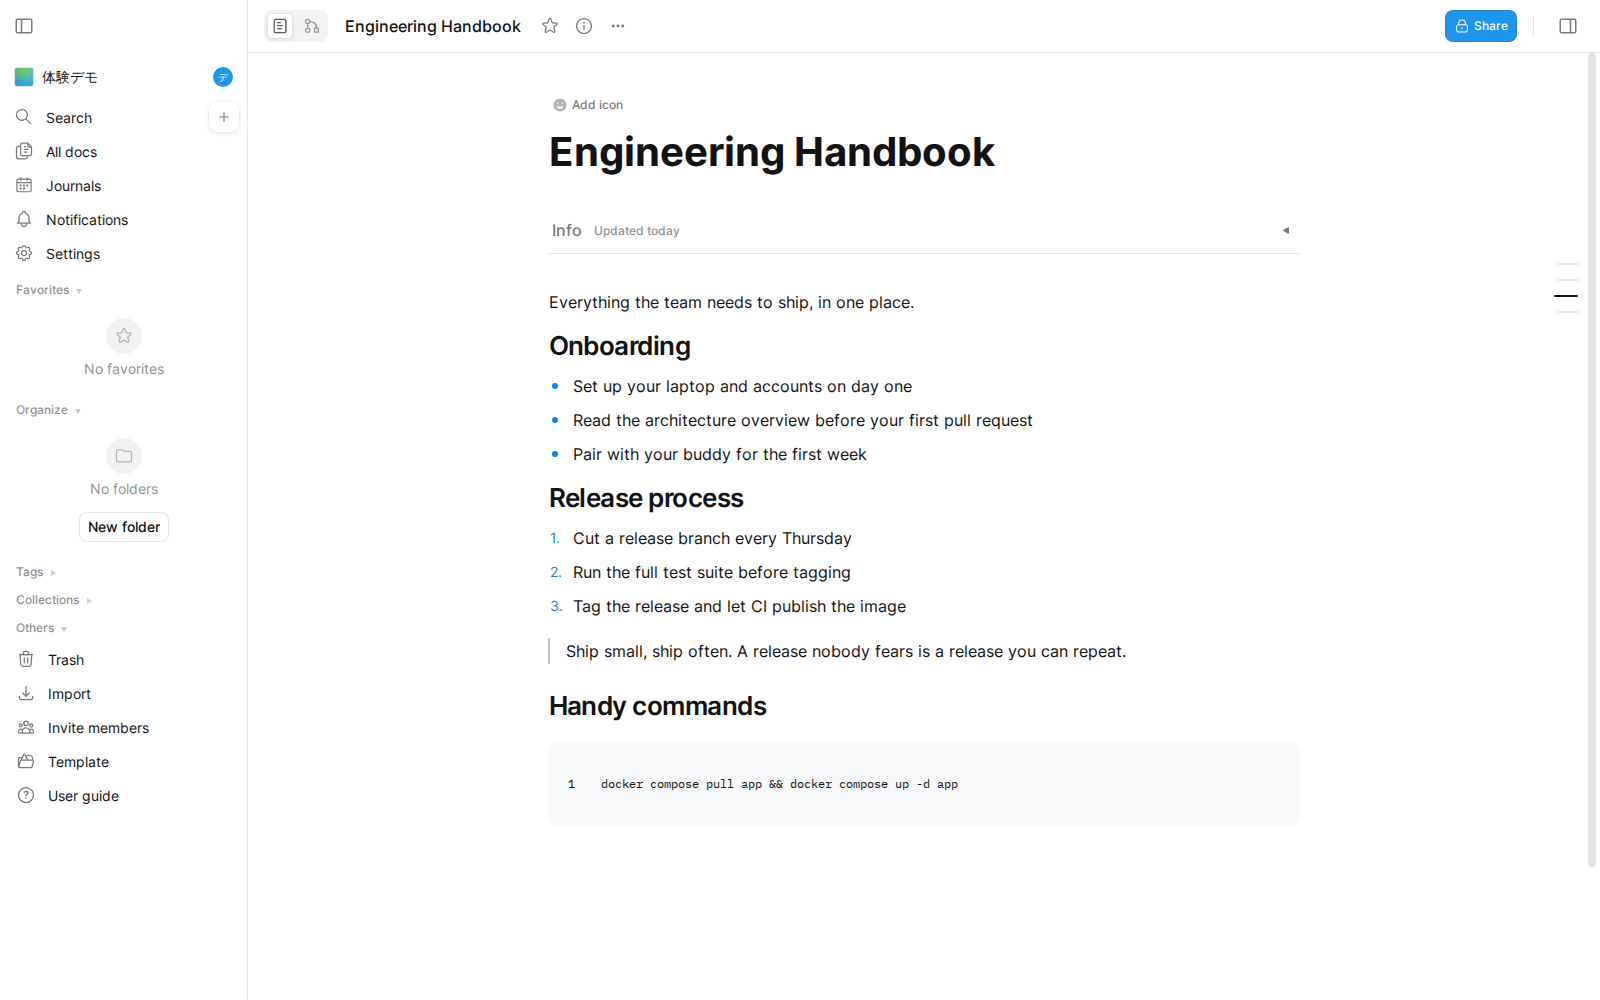 体験デモ
デ
Search
All docs
Journals
Notifications
Settings
Favorites
No favorites
Organize
No folders
New folder
Tags
Collections
Others
Trash
Import
Invite members
Template
User guide
Engineering Handbook
Share
Add icon
Engineering Handbook
Info Updated today
Everything the team needs to ship, in one place.
Onboarding
Set up your laptop and accounts on day one
Read the architecture overview before your first pull request
Pair with your buddy for the first week
Release process
1. Cut a release branch every Thursday
2. Run the full test suite before tagging
3. Tag the release and let CI publish the image
Ship small, ship often. A release nobody fears is a release you can repeat.
Handy commands
1 docker compose pull app && docker compose up -d app